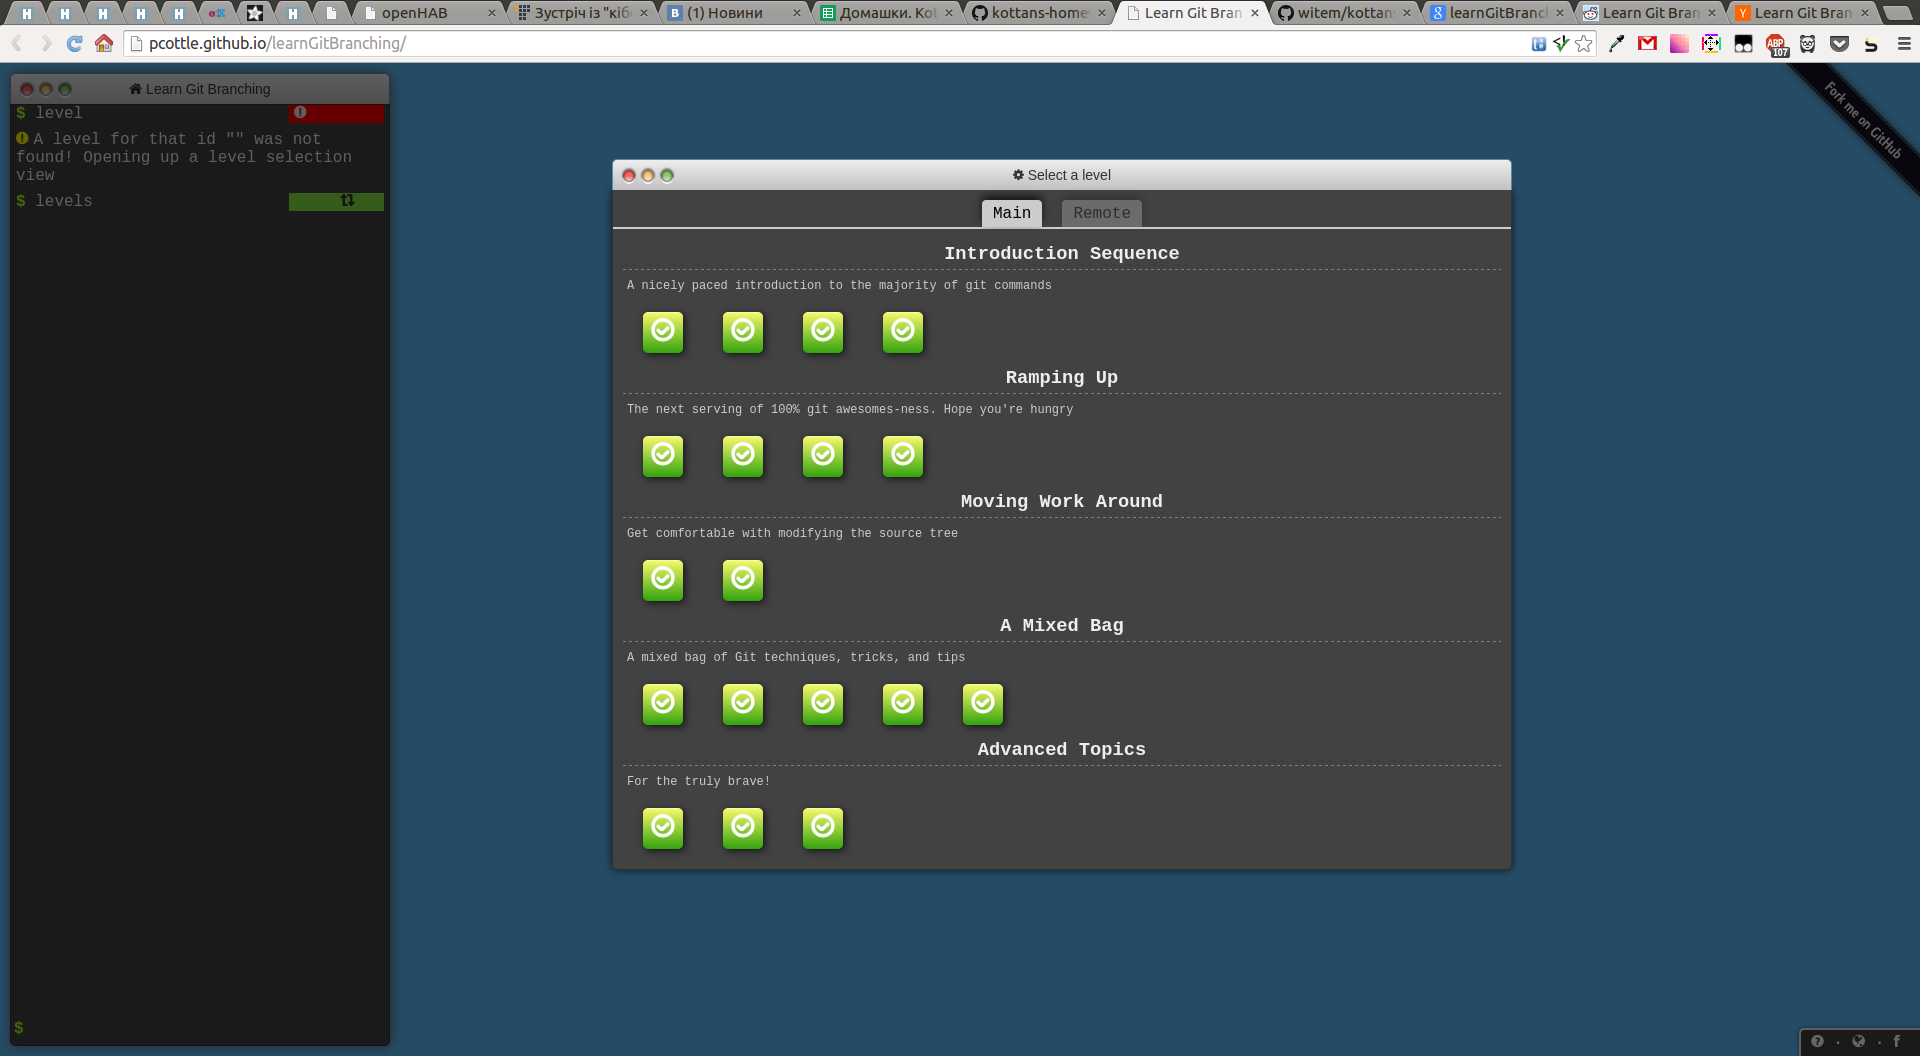 H
H
H
H
H
e:x
H
openHAB
Зустріч із "кіб
(1) Новини
Домашки. Kot
kottans-home
Learn Git Bran
witem/kottan
learnGitBranc
Learn Git Bran
Learn Git Bran
pcottle.github.io/learnGitBranching/
ABP
107
Fork me on GitHub
Learn Git Branching
$ level
A level for that id "" was not
found! Opening up a level selection
view
$ levels
$
Select a level
Main
Remote
Introduction Sequence
A nicely paced introduction to the majority of git commands
Ramping Up
The next serving of 100% git awesomes-ness. Hope you're hungry
Moving Work Around
Get comfortable with modifying the source tree
A Mixed Bag
A mixed bag of Git techniques, tricks, and tips
Advanced Topics
For the truly brave!